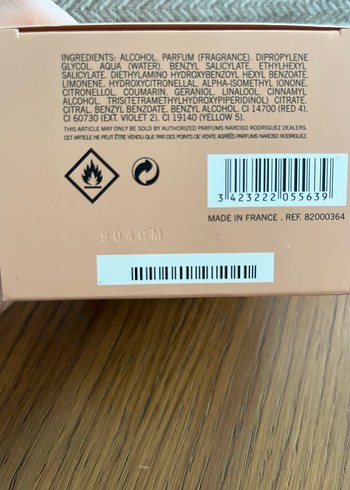 INGREDIENTS: ALCOHOL. PARFUM (FRAGRANCE). DIPROPYLENE
GLYCOL. AQUA (WATER). BENZYL SALICYLATE. ETHYLHEXYL
SALICYLATE. DIETHYLAMINO HYDROXYBENZOYL HEXYL BENZOATE.
LIMONENE. HYDROXYCITRONELLAL. ALPHA-ISOMETHYL IONONE.
CITRONELLOL. COUMARIN. GERANIOL. LINALOOL. CINNAMYL
ALCOHOL. TRIS(TETRAMETHYLHYDROXYPIPERIDINOL) CITRATE.
CITRAL. BENZYL BENZOATE. BENZYL ALCOHOL. CI 14700 (RED 4).
CI 60730 (EXT. VIOLET 2). CI 19140 (YELLOW 5).
THIS ARTICLE MAY ONLY BE SOLD BY AUTHORIZED PARFUMS NARCISO RODRIGUEZ DEALERS.
CET ARTICLE NE PEUT ÊTRE VENDU QUE PAR DES POINTS DE VENTE AGRÉÉS PARFUMS NARCISO RODRIGUEZ.
3 423222 055639
MADE IN FRANCE . REF. 82000364
904CM